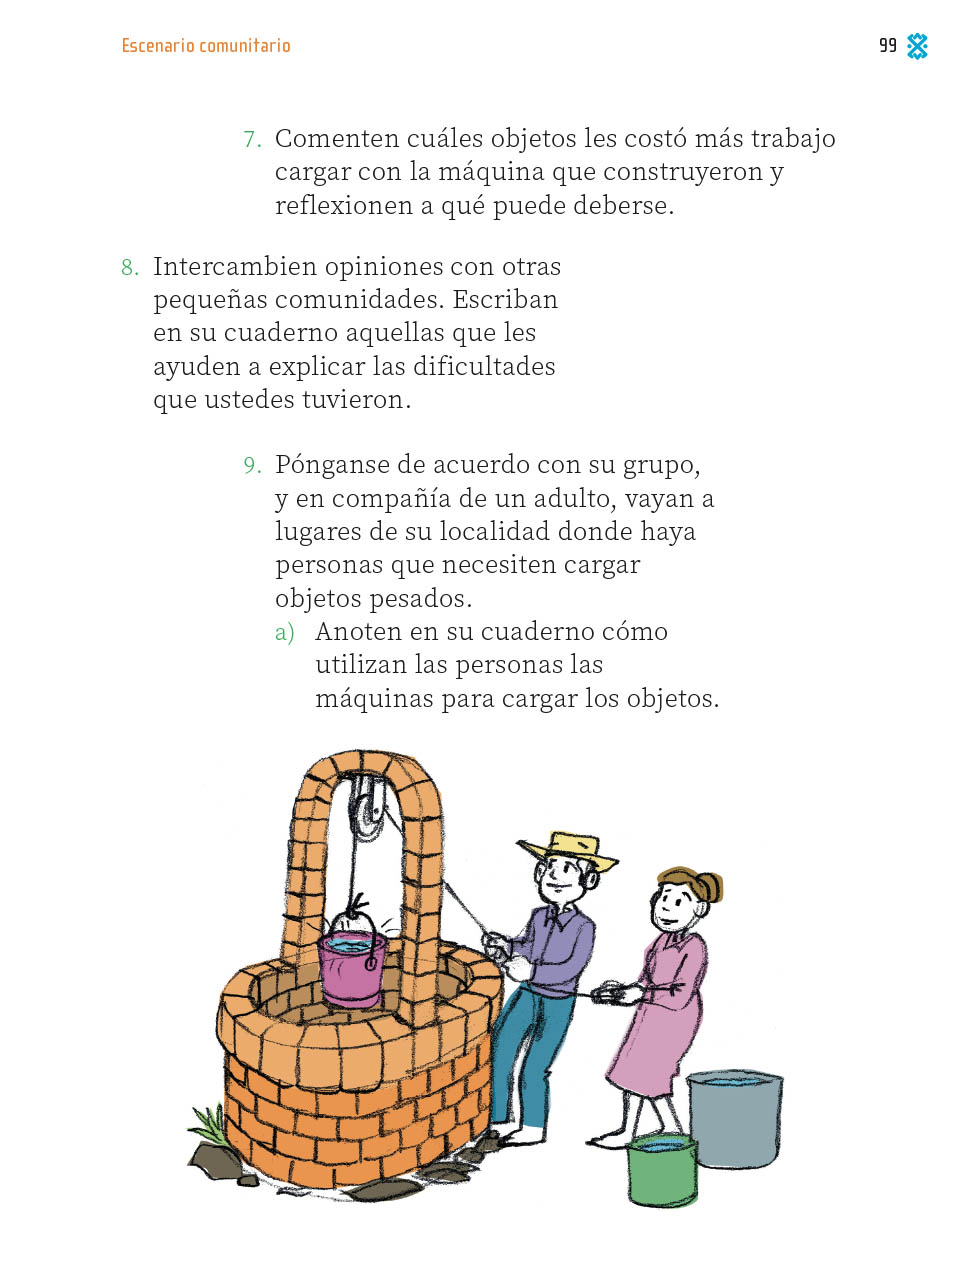 Escenario comunitario
99
7. Comenten cuáles objetos les costó más trabajo
cargar con la máquina que construyeron y
reflexionen a qué puede deberse.
8. Intercambien opiniones con otras
pequeñas comunidades. Escriban
en su cuaderno aquellas que les
ayuden a explicar las dificultades
que ustedes tuvieron.
9. Pónganse de acuerdo con su grupo,
y en compañía de un adulto, vayan a
lugares de su localidad donde haya
personas que necesiten cargar
objetos pesados.
a) Anoten en su cuaderno cómo
utilizan las personas las
máquinas para cargar los objetos.